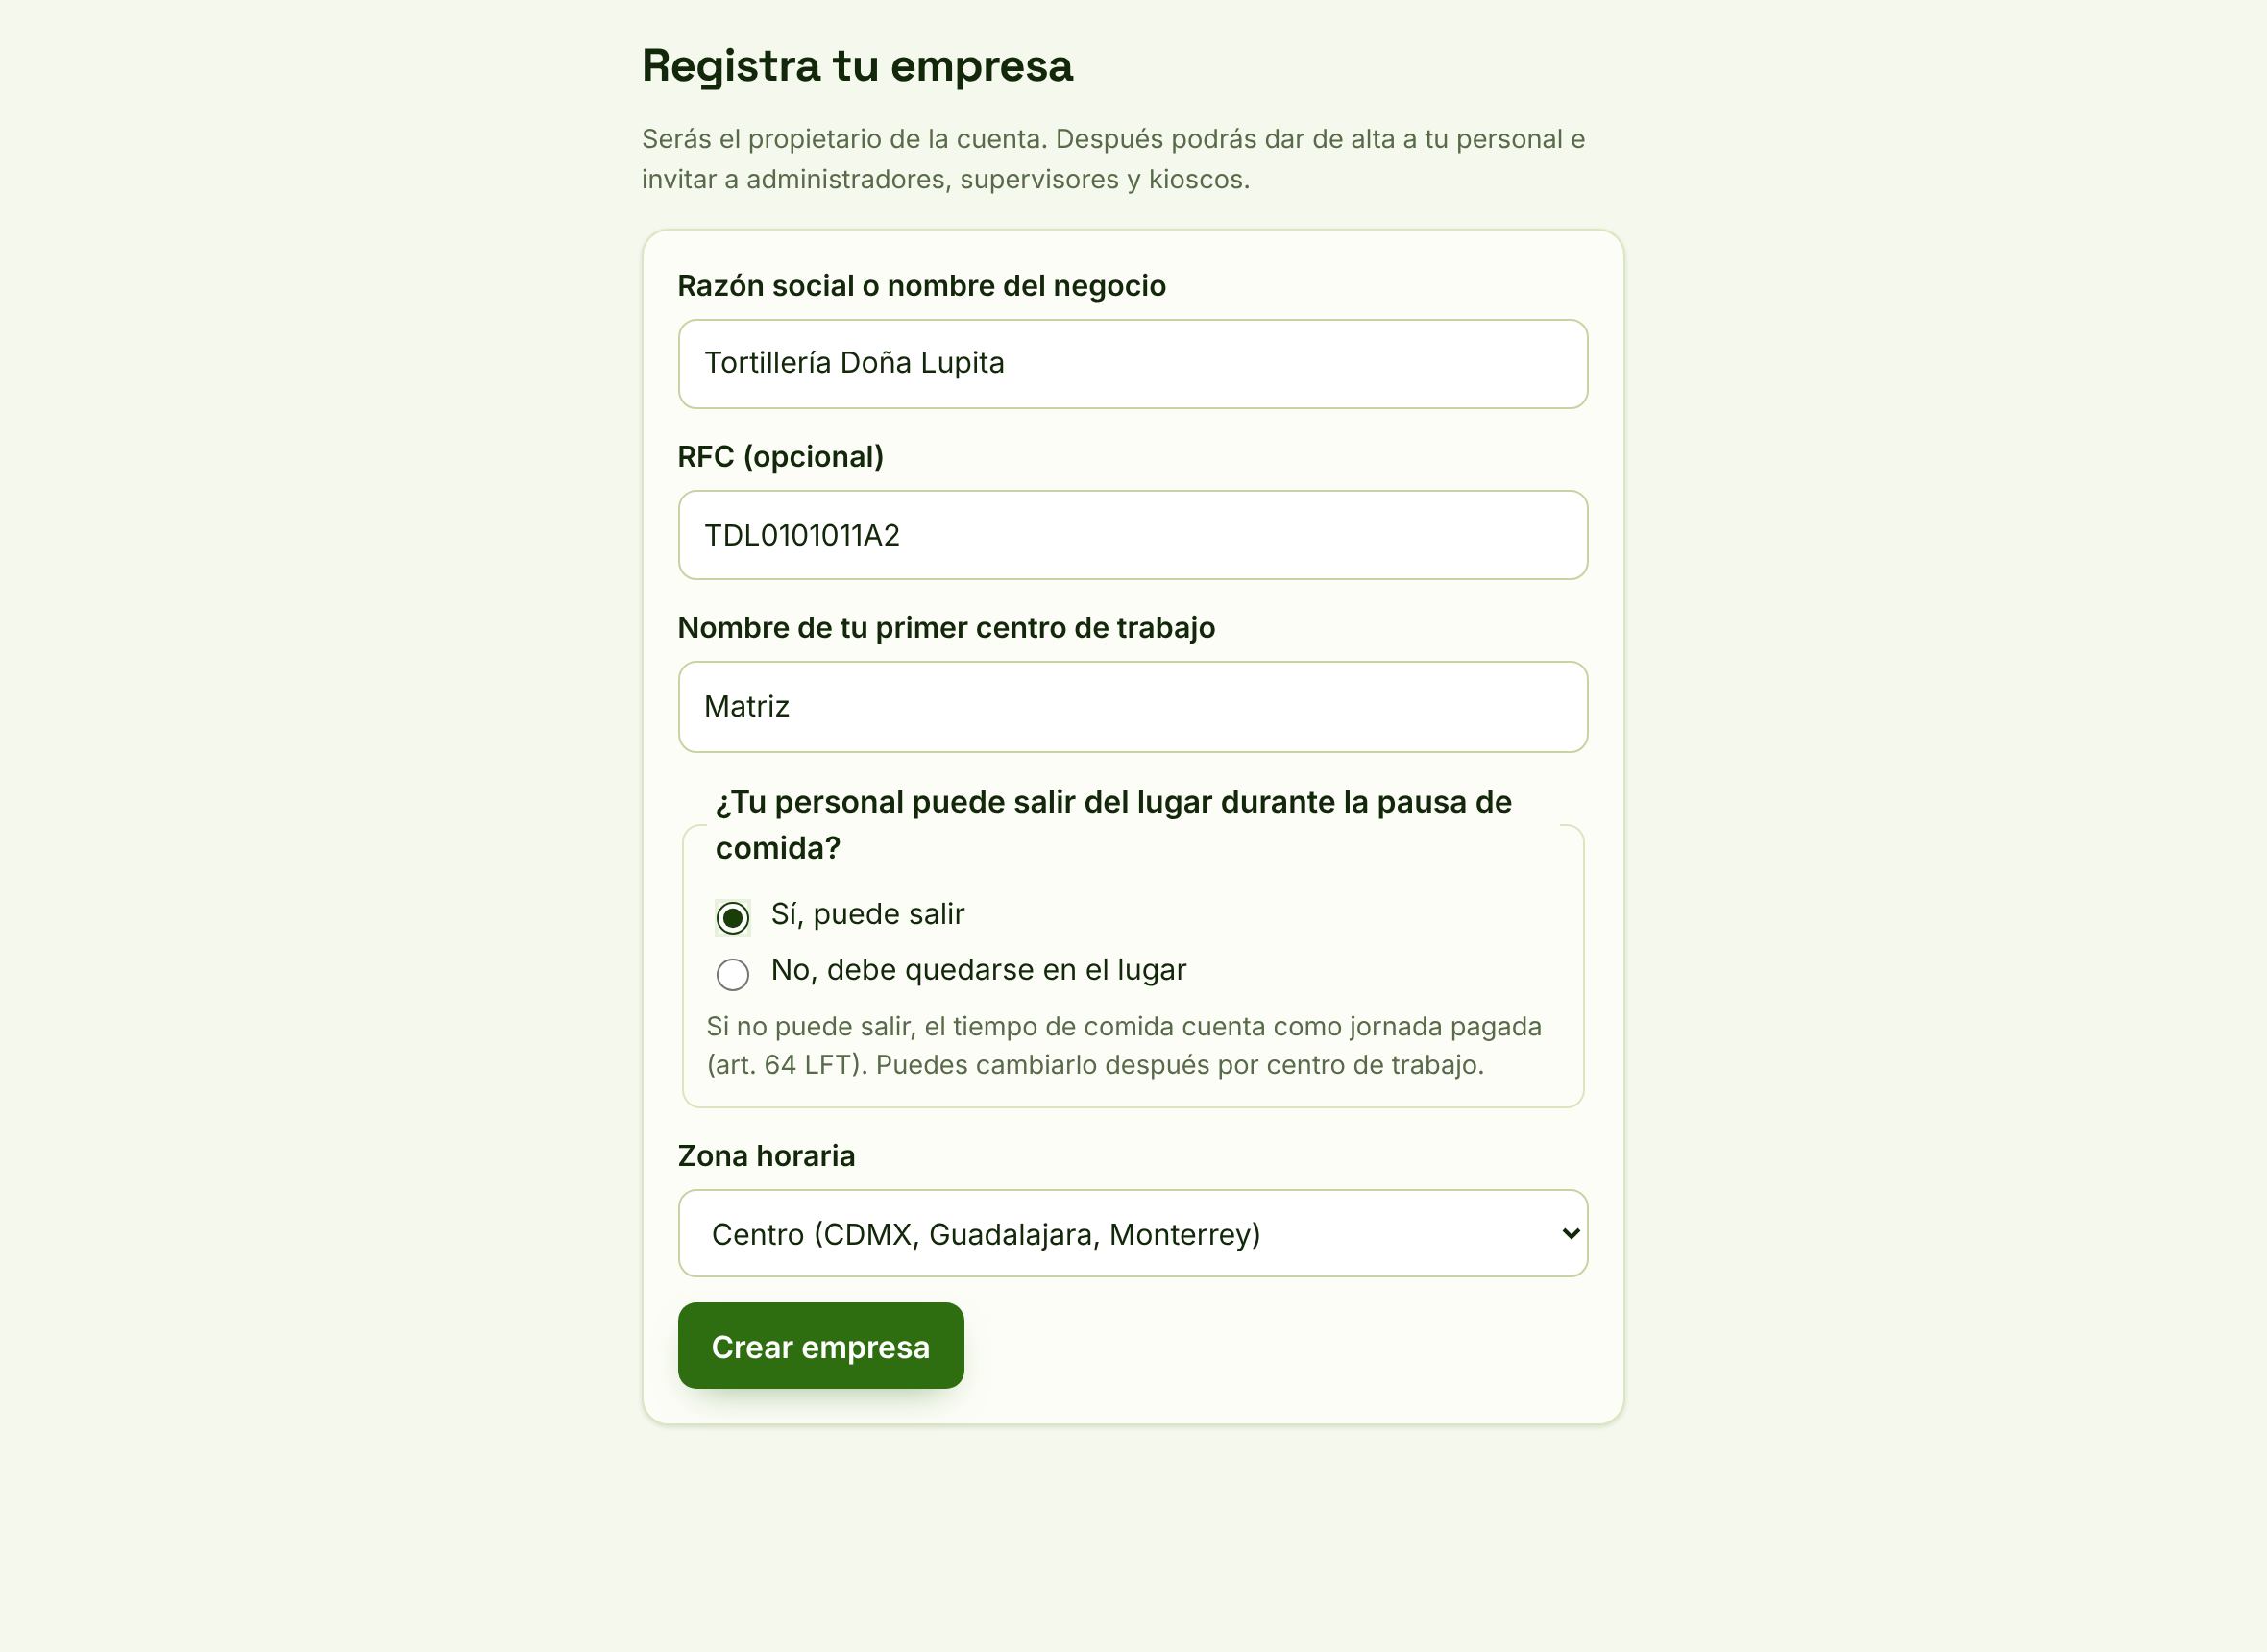 Registra tu empresa
Serás el propietario de la cuenta. Después podrás dar de alta a tu personal e
invitar a administradores, supervisores y kioscos.
Razón social o nombre del negocio
Tortillería Doña Lupita
RFC (opcional)
TDL0101011A2
Nombre de tu primer centro de trabajo
Matriz
¿Tu personal puede salir del lugar durante la pausa de
comida?
Sí, puede salir
No, debe quedarse en el lugar
Si no puede salir, el tiempo de comida cuenta como jornada pagada
(art. 64 LFT). Puedes cambiarlo después por centro de trabajo.
Zona horaria
Centro (CDMX, Guadalajara, Monterrey)
Crear empresa